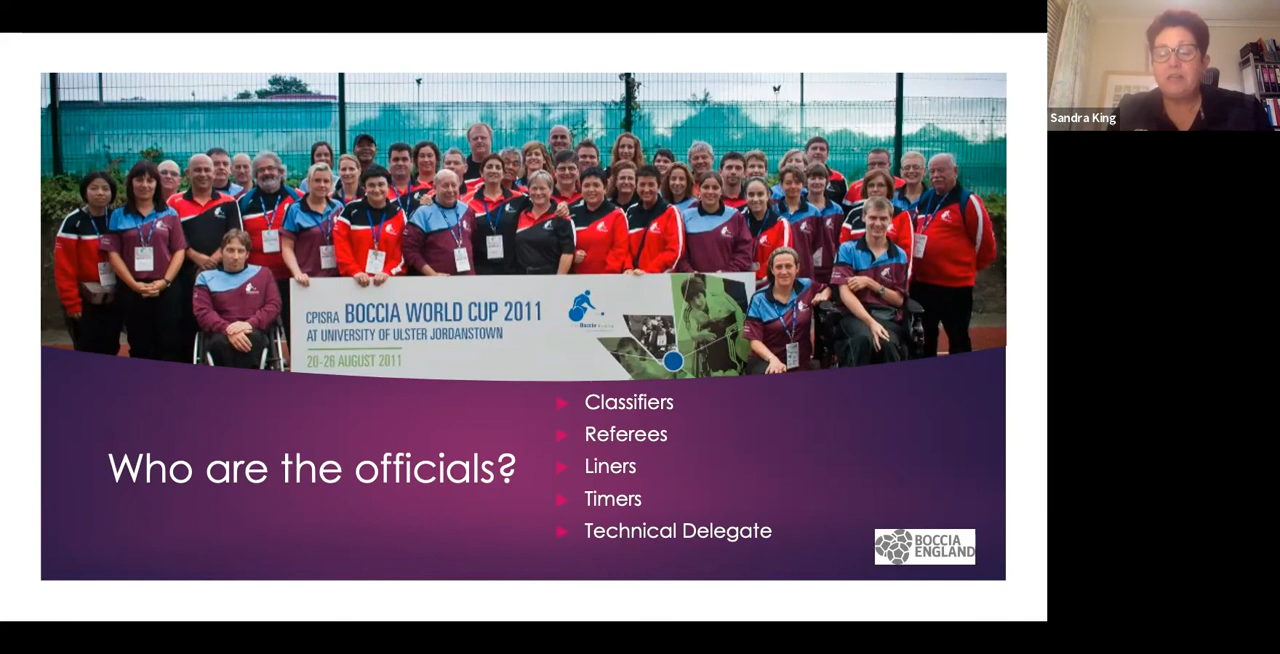 Sandra King
CPISRA BOCCIA WORLD CUP 2011
AT UNIVERSITY OF ULSTER JORDANSTOWN
20-26 AUGUST 2011
Who are the officials?
Classifiers
Referees
Liners
Timers
Technical Delegate
BOCCIA
ENGLAND